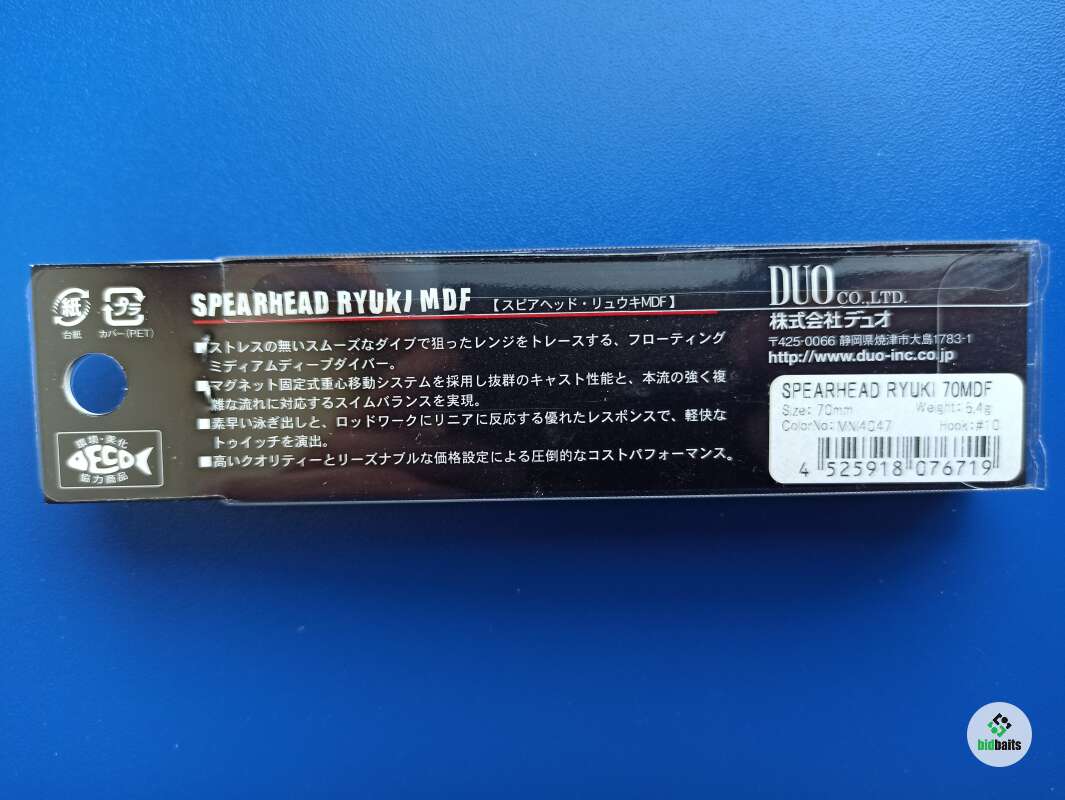 紙
台紙
プラ
カバー(PET)
SPEARHEAD RYUKI MDF 【スピアヘッド・リュウキMDF】
■ストレスの無いスムーズなダイブで狙ったレンジをトレースする、フローティング
ミディアムディープダイバー。
■マグネット固定式重心移動システムを採用し抜群のキャスト性能と、本流の強く複
雑な流れに対応するスイムバランスを実現。
■素早い泳ぎ出しと、ロッドワークにリニアに反応する優れたレスポンスで、軽快な
トゥイッチを演出。
■高いクオリティーとリーズナブルな価格設定による圧倒的なコストパフォーマンス。
環境・美化
DECO
協力商品
DUO CO.,LTD.
株式会社デュオ
〒425-0066 静岡県焼津市大島1783-1
http://www.duo-inc.co.jp
SPEARHEAD RYUKI 70MDF
Size: 70mm Weight: 5.4g
ColorNo: MNI4047 Hook: #10
4 525918 076719
bidbaits